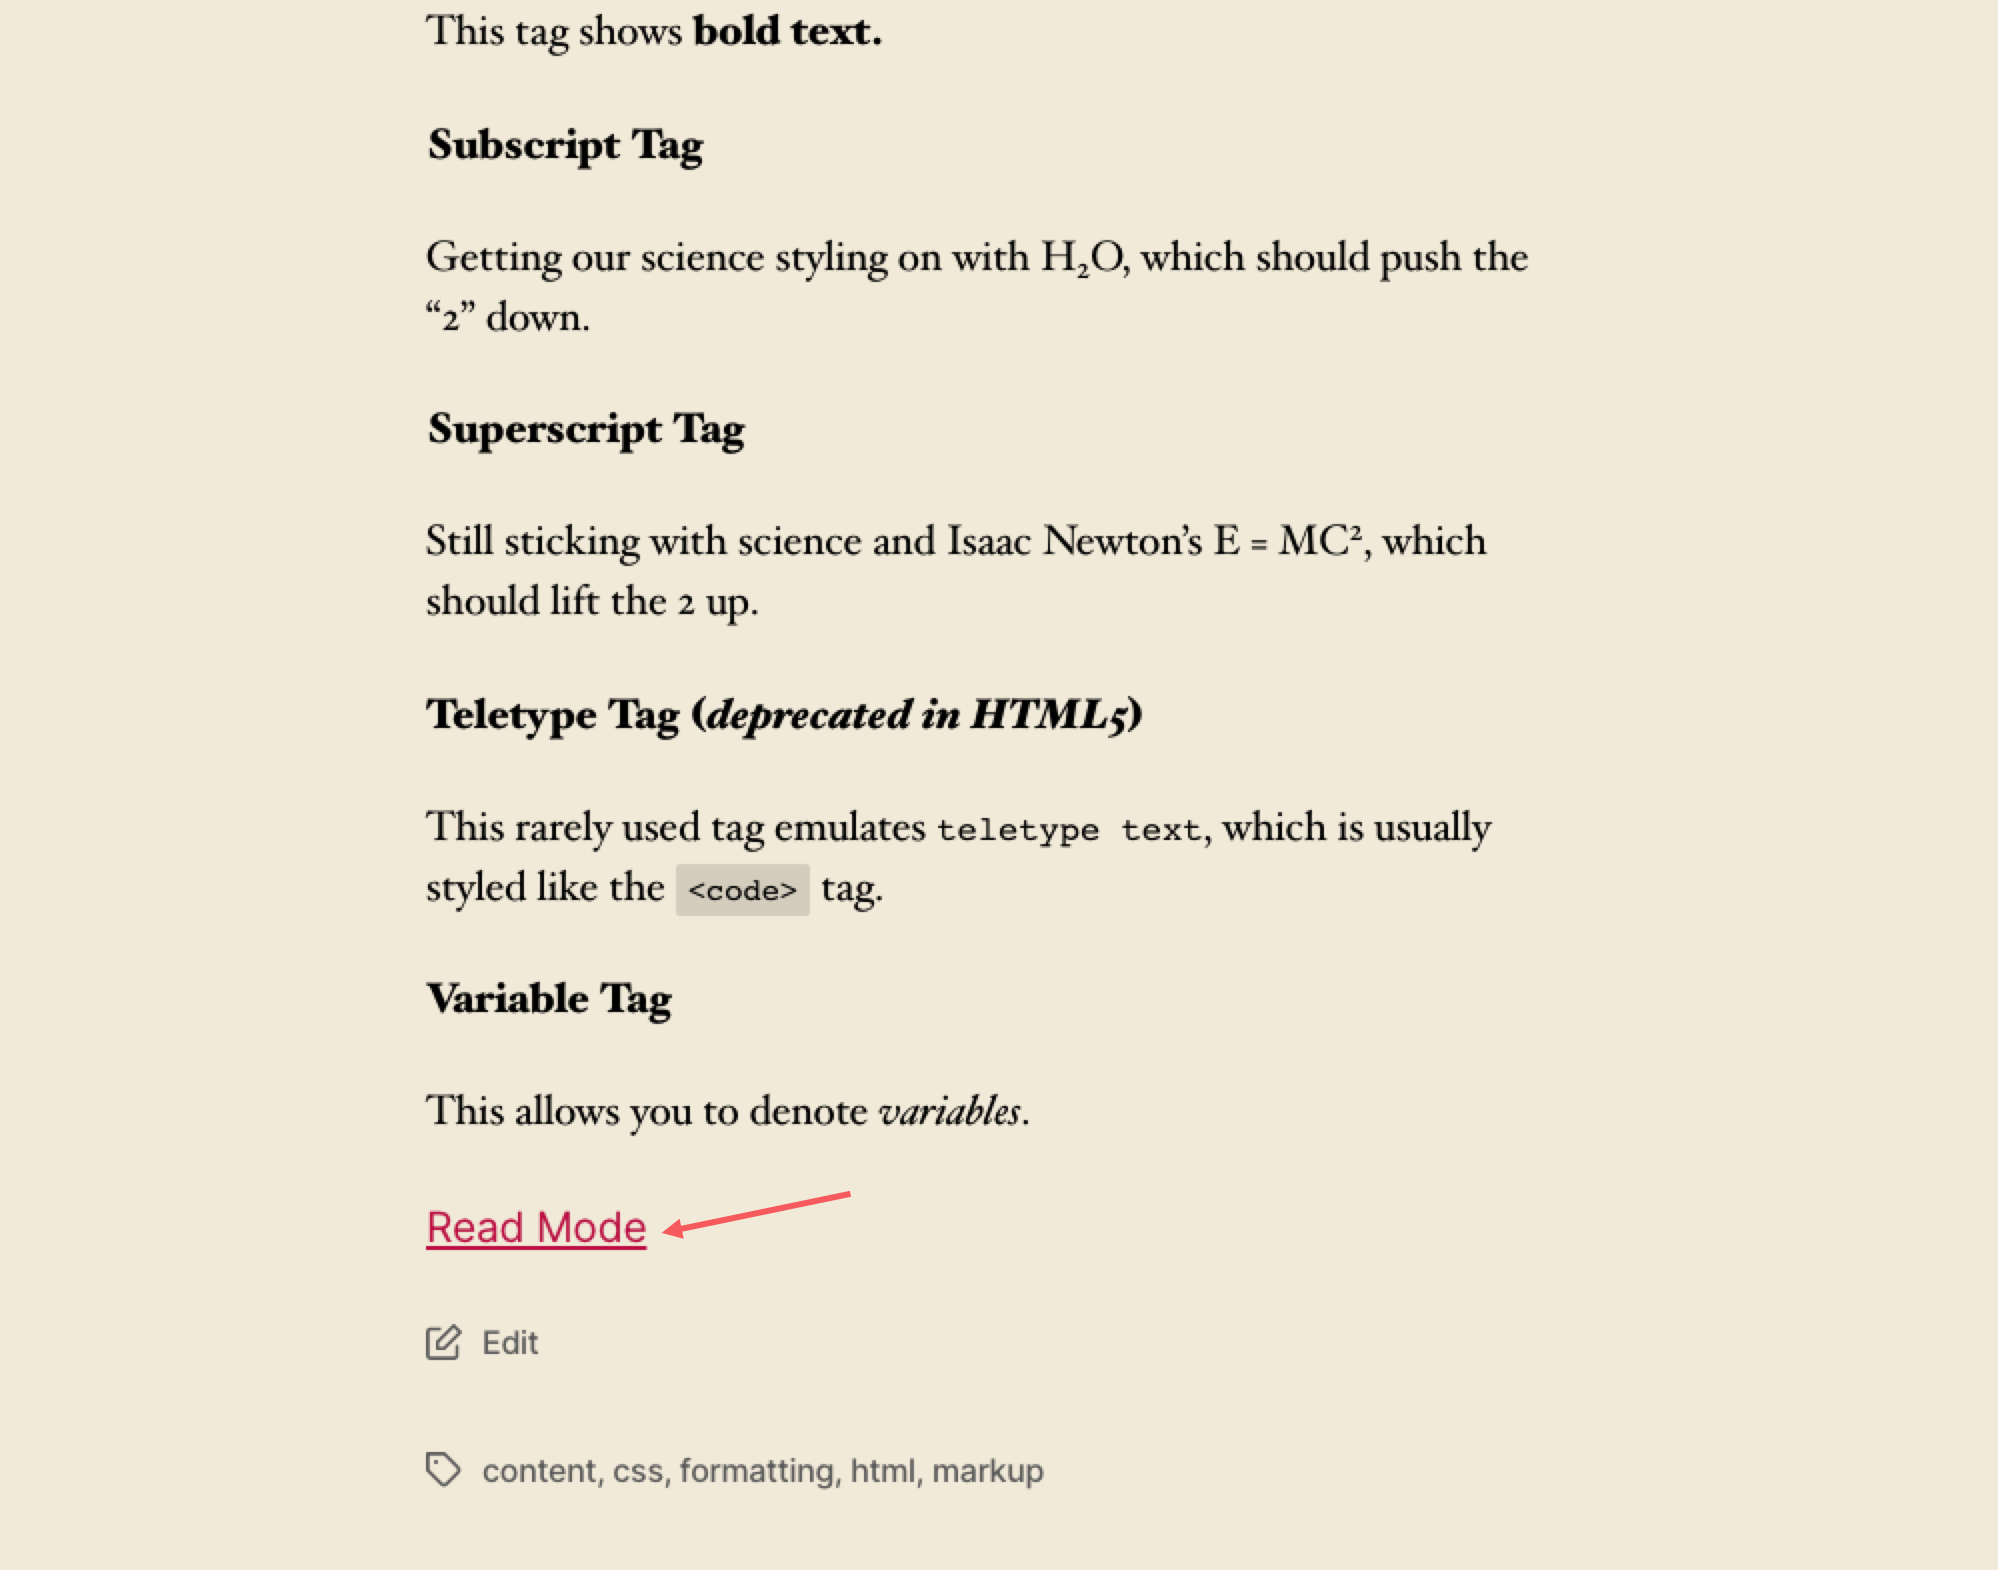 This tag shows bold text.
Subscript Tag
Getting our science styling on with H₂O, which should push the
“2” down.
Superscript Tag
Still sticking with science and Isaac Newton’s E = MC², which
should lift the 2 up.
Teletype Tag (deprecated in HTML5)
This rarely used tag emulates teletype text, which is usually
styled like the <code> tag.
Variable Tag
This allows you to denote variables.
Read Mode
Edit
content, css, formatting, html, markup